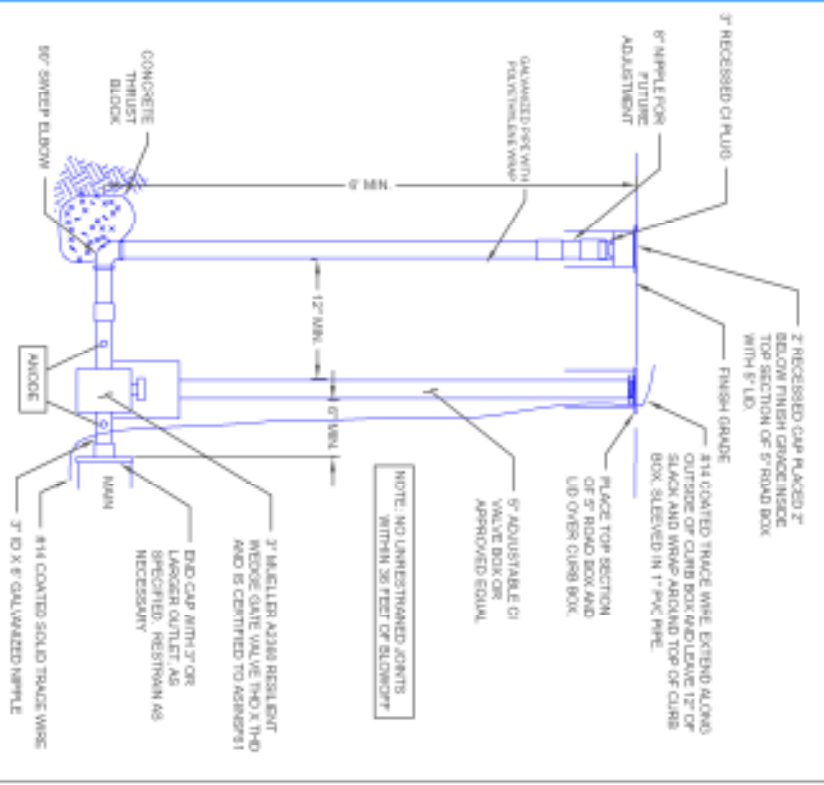 2" RECESSED CAP PLACED 2"
BELOW FINISH GRADE INSIDE
TOP SECTION OF 5" ROAD BOX
WITH 5" LID.
3" RECESSED CI PLUG
FINISH GRADE
#14 COATED TRACE WIRE. EXTEND ALONG
OUTSIDE OF CURB BOX AND LEAVE 12" OF
SLACK AND WRAP AROUND TOP OF CURB
BOX. SLEEVED IN 1" PVC PIPE.
6" NIPPLE FOR
FUTURE
ADJUSTMENT
PLACE TOP SECTION
OF 5" ROAD BOX AND
LID OVER CURB BOX.
GALVANIZED PIPE WITH
POLYETHYLENE WRAP
5" ADJUSTABLE CI
VALVE BOX OR
APPROVED EQUAL
6' MIN.
NOTE: NO UNRESTRAINED JOINTS
WITHIN 36 FEET OF BLOWOFF
12" MIN.
6" MIN.
3" MUELLER A2360 RESILIENT
WEDGE GATE VALVE THD X THD
AND IS CERTIFIED TO
CONCRETE
THRUST
BLOCK
END CAP WITH 3" OR
LARGER OUTLET, AS
SPECIFIED. RESTRAIN AS
NECESSARY
MAIN
90° SWEEP ELBOW
ANODE
#14 COATED SOLID TRACE WIRE
3" ID X 6" GALVANIZED NIPPLE